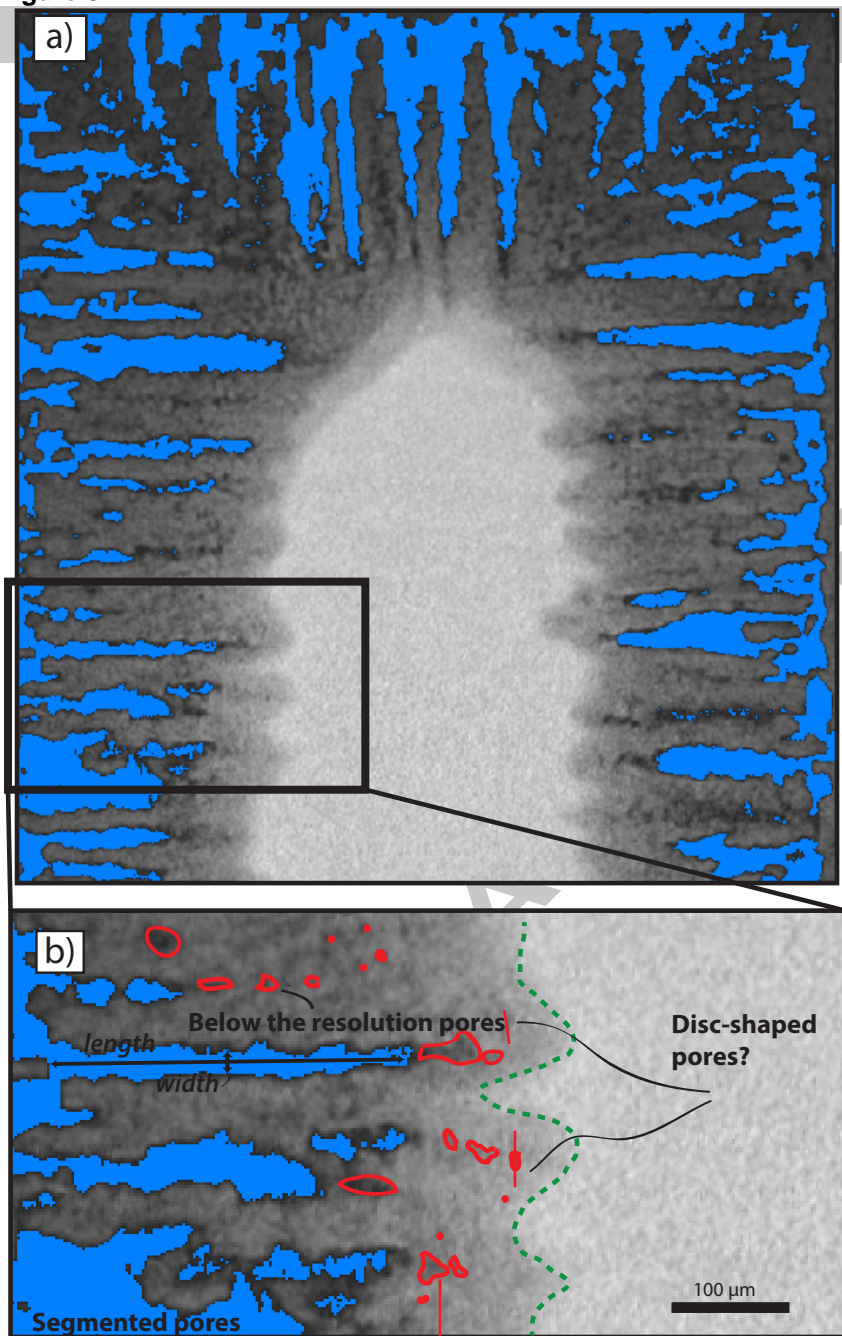 a)
b)
Below the resolution pores
Disc-shaped
pores?
length
width
100 µm
Segmented pores